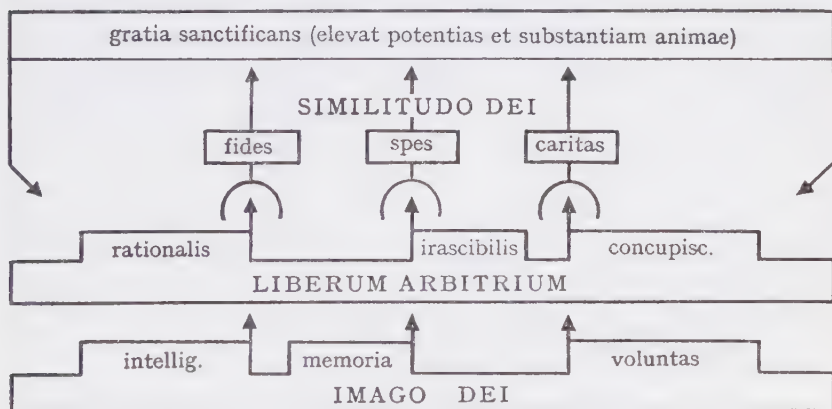 gratia sanctificans (elevat potentias et substantiam animae)
SIMILITUDO DEI
fides spes caritas
rationalis irascibilis concupisc.
LIBERUM ARBITRIUM
intellig. memoria voluntas
IMAGO DEI